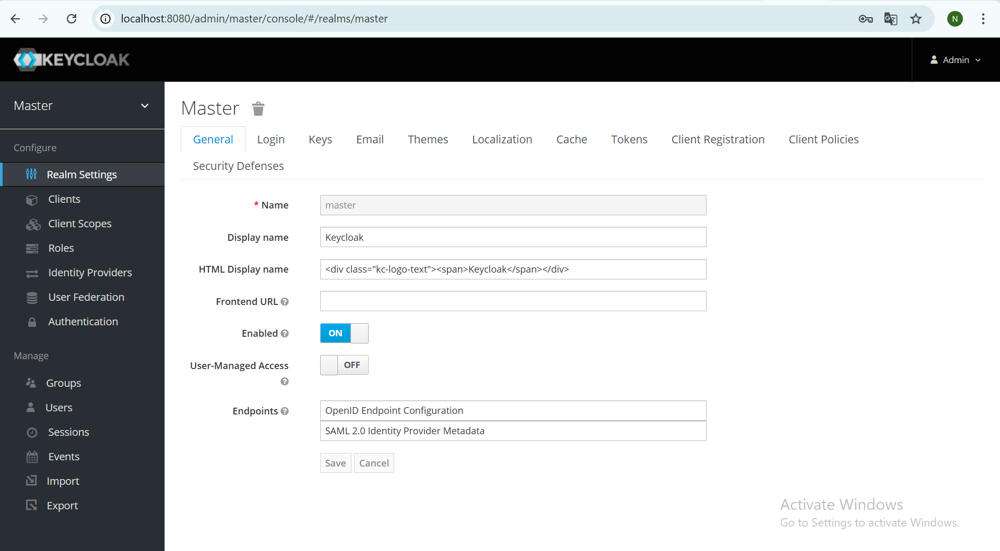 localhost:8080/admin/master/console/#/realms/master
N
KEYCLOAK
Admin
Master
Configure
Realm Settings
Clients
Client Scopes
Roles
Identity Providers
User Federation
Authentication
Manage
Groups
Users
Sessions
Events
Import
Export
Master
General Login Keys Email Themes Localization Cache Tokens Client Registration Client Policies
Security Defenses
* Name master
Display name Keycloak
HTML Display name <div class="kc-logo-text"><span>Keycloak</span></div>
Frontend URL
Enabled ON
User-Managed Access OFF
Endpoints OpenID Endpoint Configuration
SAML 2.0 Identity Provider Metadata
Save Cancel
Activate Windows
Go to Settings to activate Windows.